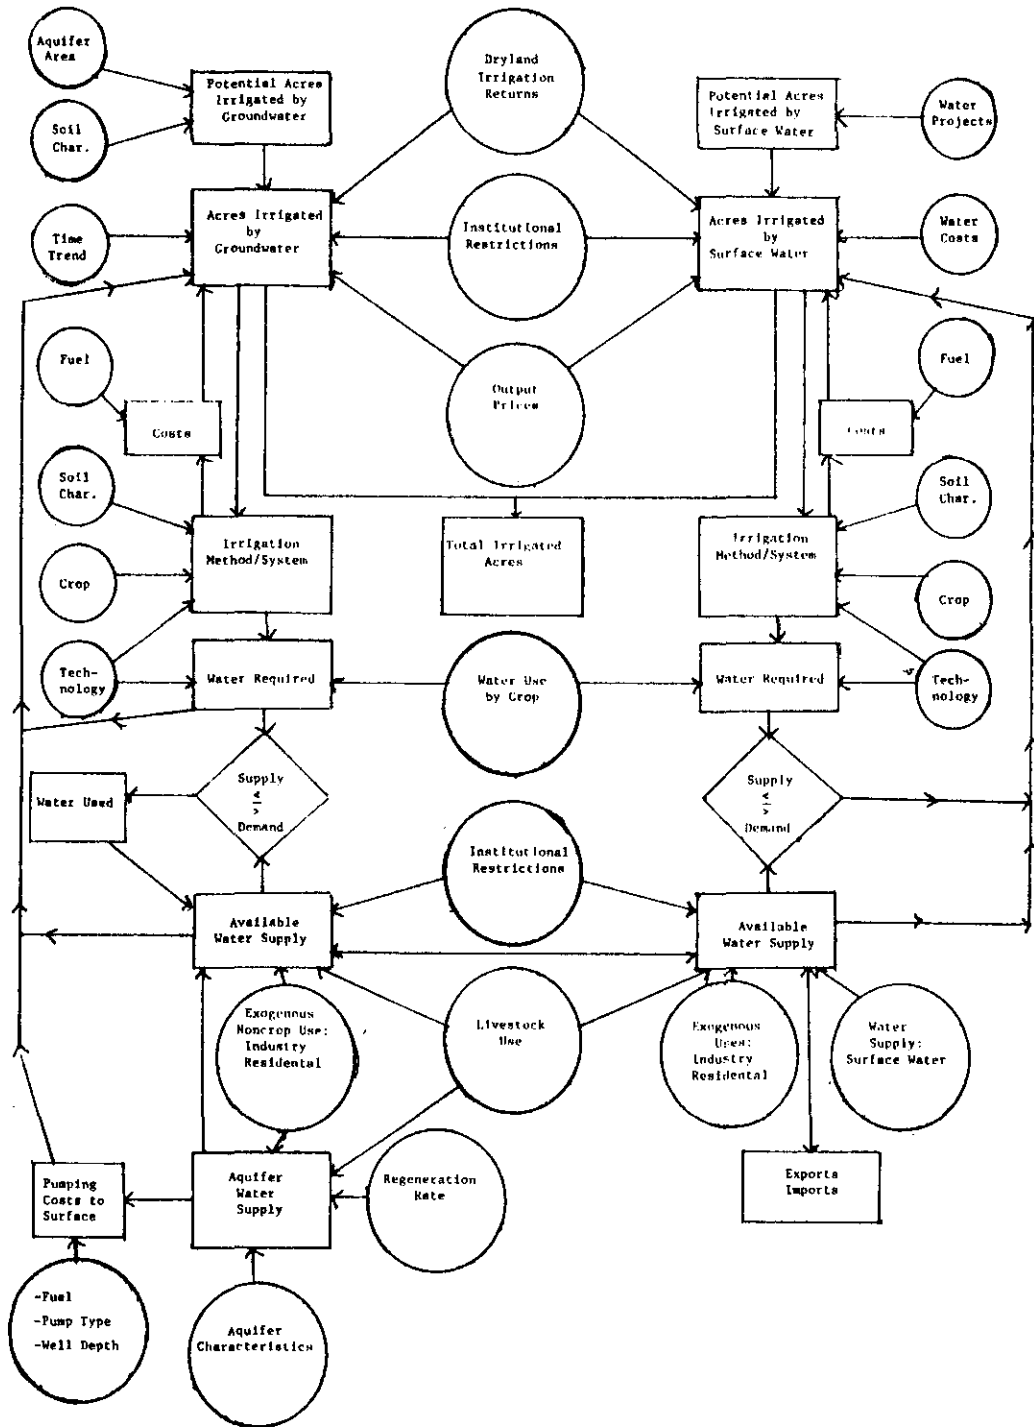 Aquifer
Area
Potential Acres
Irrigated by
Groundwater
Dryland
Irrigation
Returns
Potential Acres
Irrigated by
Surface Water
Water
Projects
Soil
Char.
Time
Trend
Acres Irrigated
by
Groundwater
Institutional
Restrictions
Acres Irrigated
by
Surface Water
Water
Costs
Fuel
Costs
Output
Prices
Costs
Fuel
Soil
Char.
Irrigation
Method/System
Total Irrigated
Acres
Irrigation
Method/System
Soil
Char.
Crop
Crop
Tech-
nology
Water Required
Water Use
by Crop
Water Required
Tech-
nology
Water Used
Supply
<
>
Demand
Supply
<
>
Demand
Institutional
Restrictions
Available
Water Supply
Available
Water Supply
Exogenous
Noncrop Use:
Industry
Residental
Livestock
Use
Exogenous
Uses:
Industry
Residental
Water
Supply:
Surface Water
Pumping
Costs to
Surface
Aquifer
Water
Supply
Regeneration
Rate
Exports
Imports
-Fuel
-Pump Type
-Well Depth
Aquifer
Characteristics